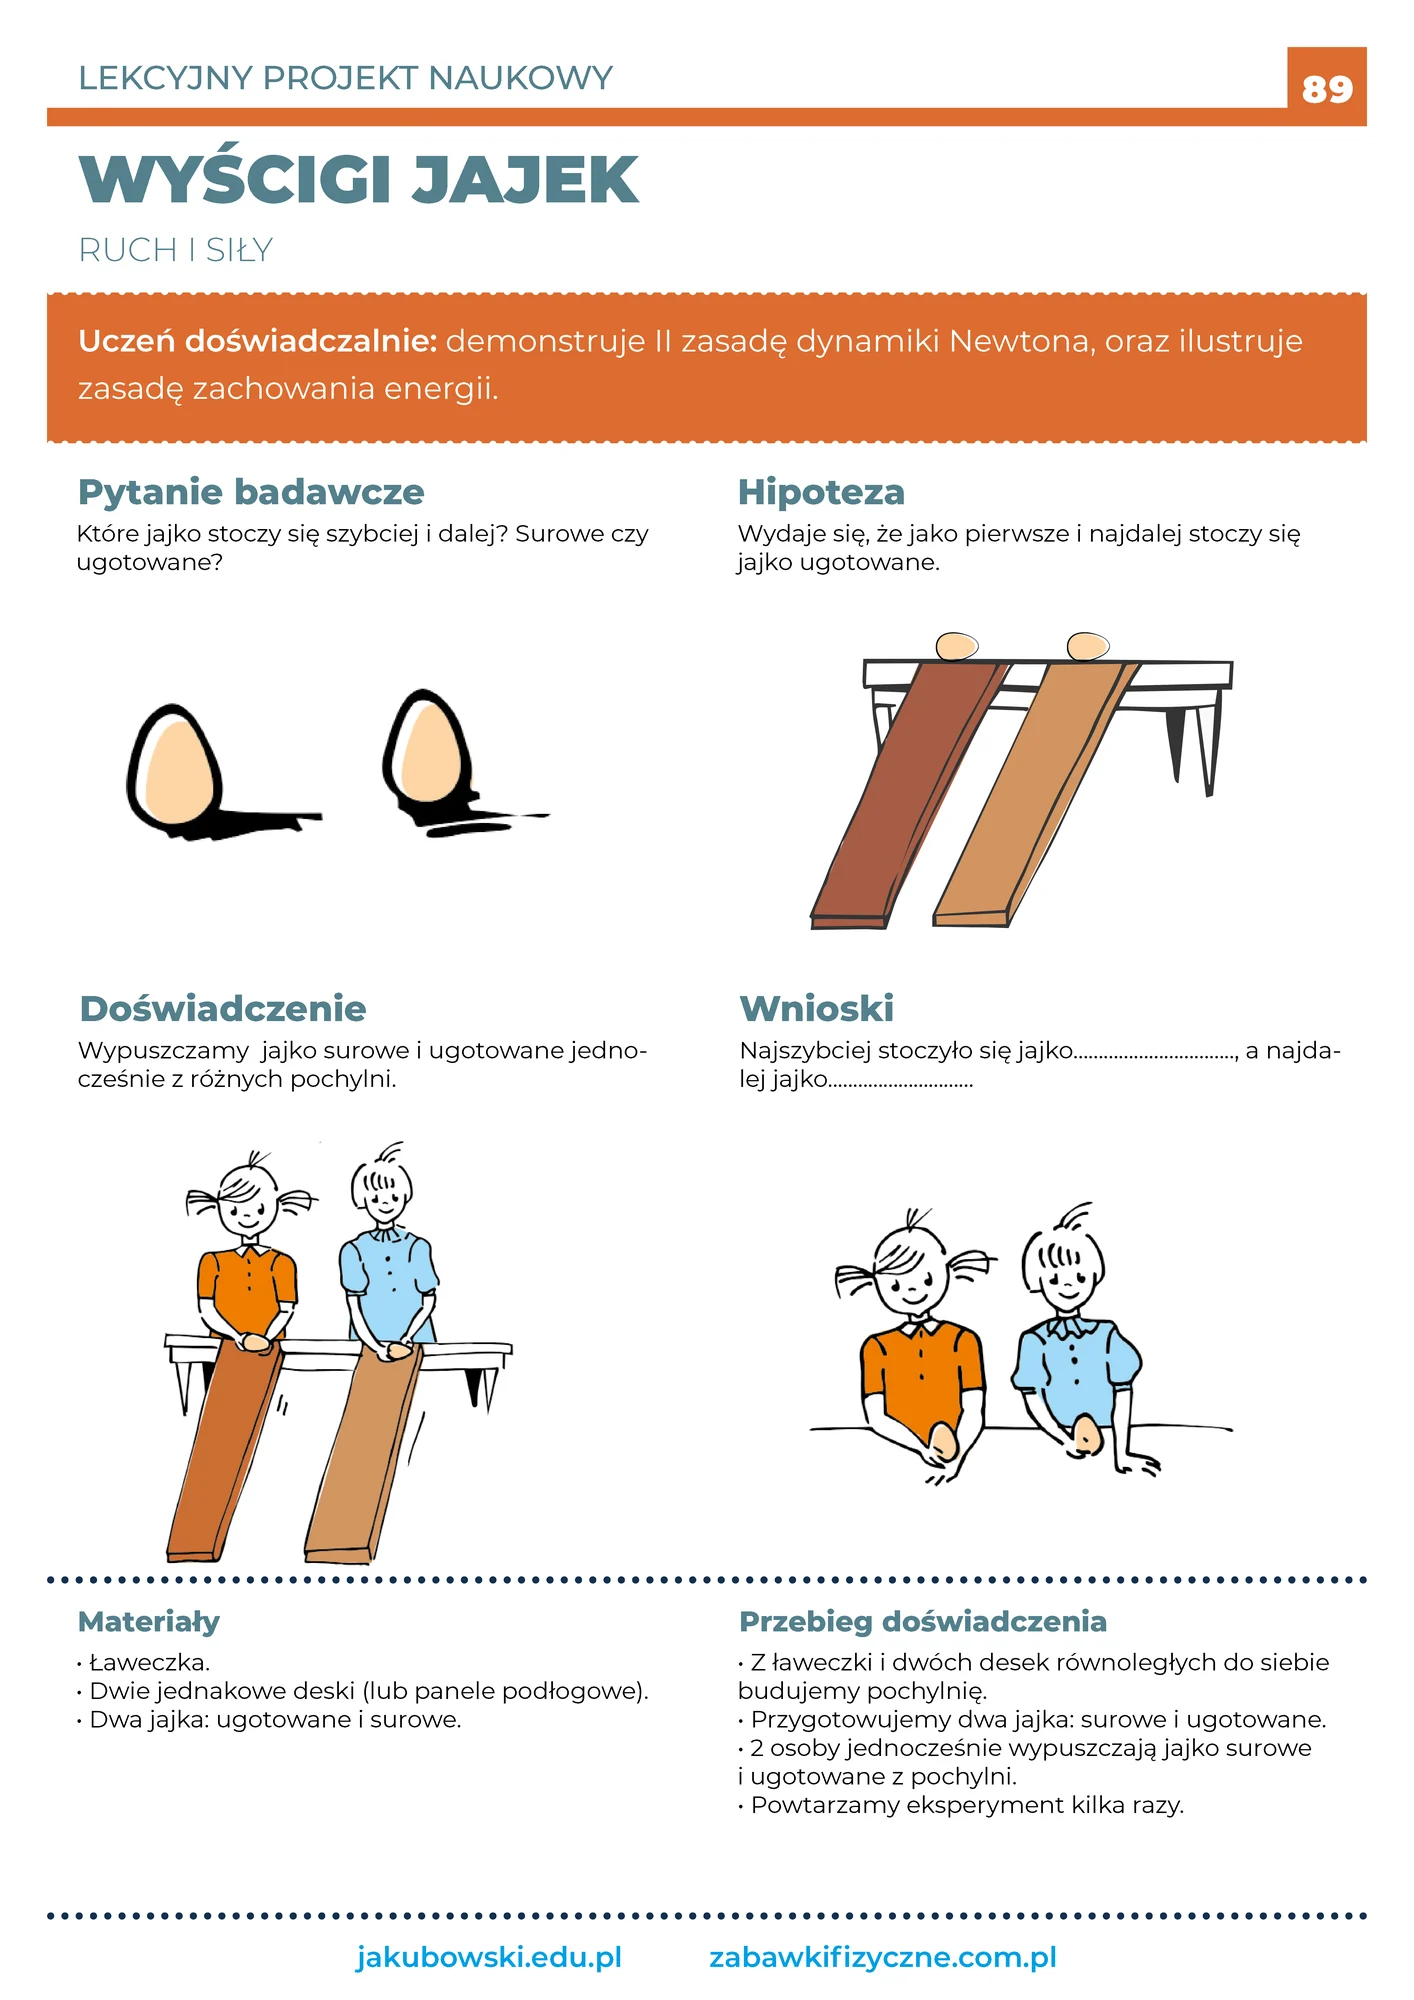 LEKCYJNY PROJEKT NAUKOWY
89
WYŚCIGI JAJEK
RUCH I SIŁY
Uczeń doświadczalnie: demonstruje II zasadę dynamiki Newtona, oraz ilustruje
zasadę zachowania energii.
Pytanie badawcze
Które jajko stoczy się szybciej i dalej? Surowe czy
ugotowane?
Hipoteza
Wydaje się, że jako pierwsze i najdalej stoczy się
jajko ugotowane.
Doświadczenie
Wypuszczamy  jajko surowe i ugotowane jedno-
cześnie z różnych pochylni.
Wnioski
Najszybciej stoczyło się jajko................................, a najda-
lej jajko.............................
Materiały
• Ławeczka.
• Dwie jednakowe deski (lub panele podłogowe).
• Dwa jajka: ugotowane i surowe.
Przebieg doświadczenia
• Z ławeczki i dwóch desek równoległych do siebie
budujemy pochylnię.
• Przygotowujemy dwa jajka: surowe i ugotowane.
• 2 osoby jednocześnie wypuszczają jajko surowe
i ugotowane z pochylni.
• Powtarzamy eksperyment kilka razy.
jakubowski.edu.pl
zabawkifizyczne.com.pl